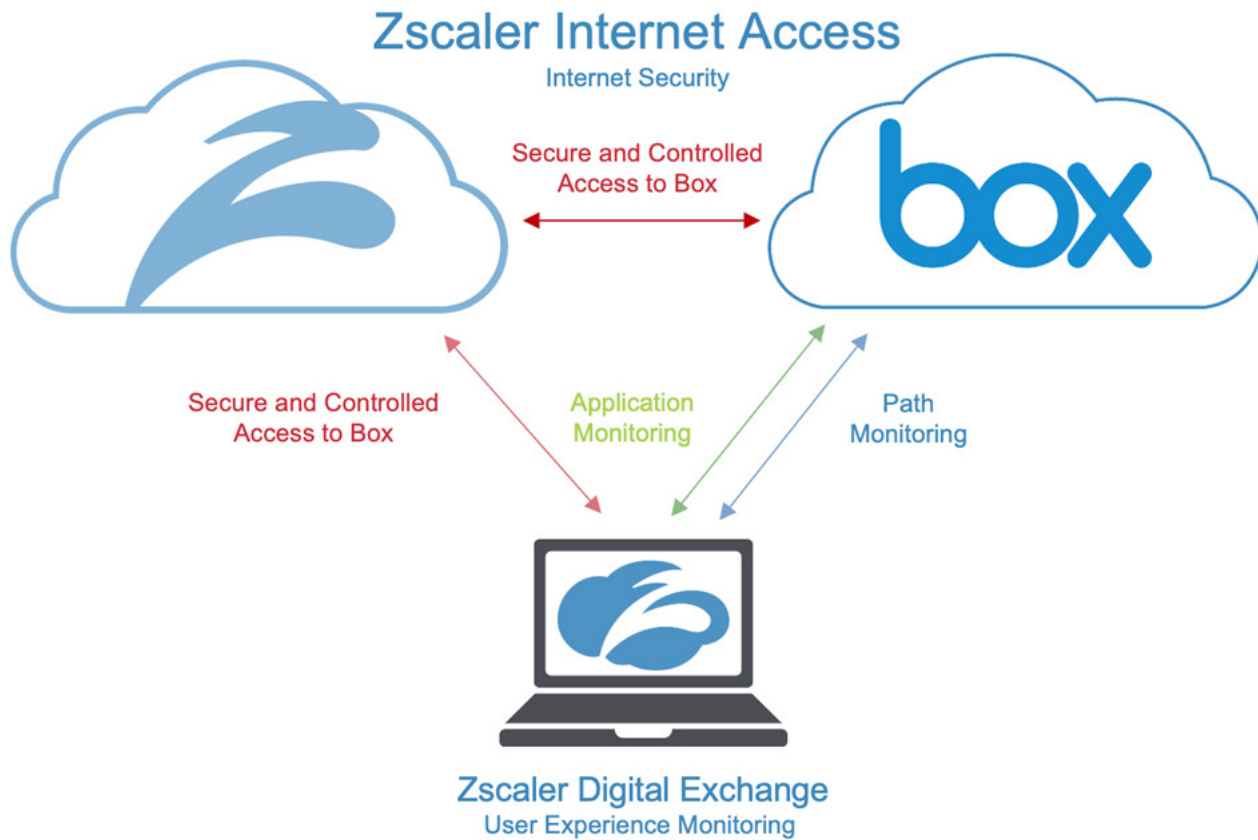 Zscaler Internet Access
Internet Security
Secure and Controlled
Access to Box
box
Secure and Controlled
Access to Box
Application
Monitoring
Path
Monitoring
Zscaler Digital Exchange
User Experience Monitoring